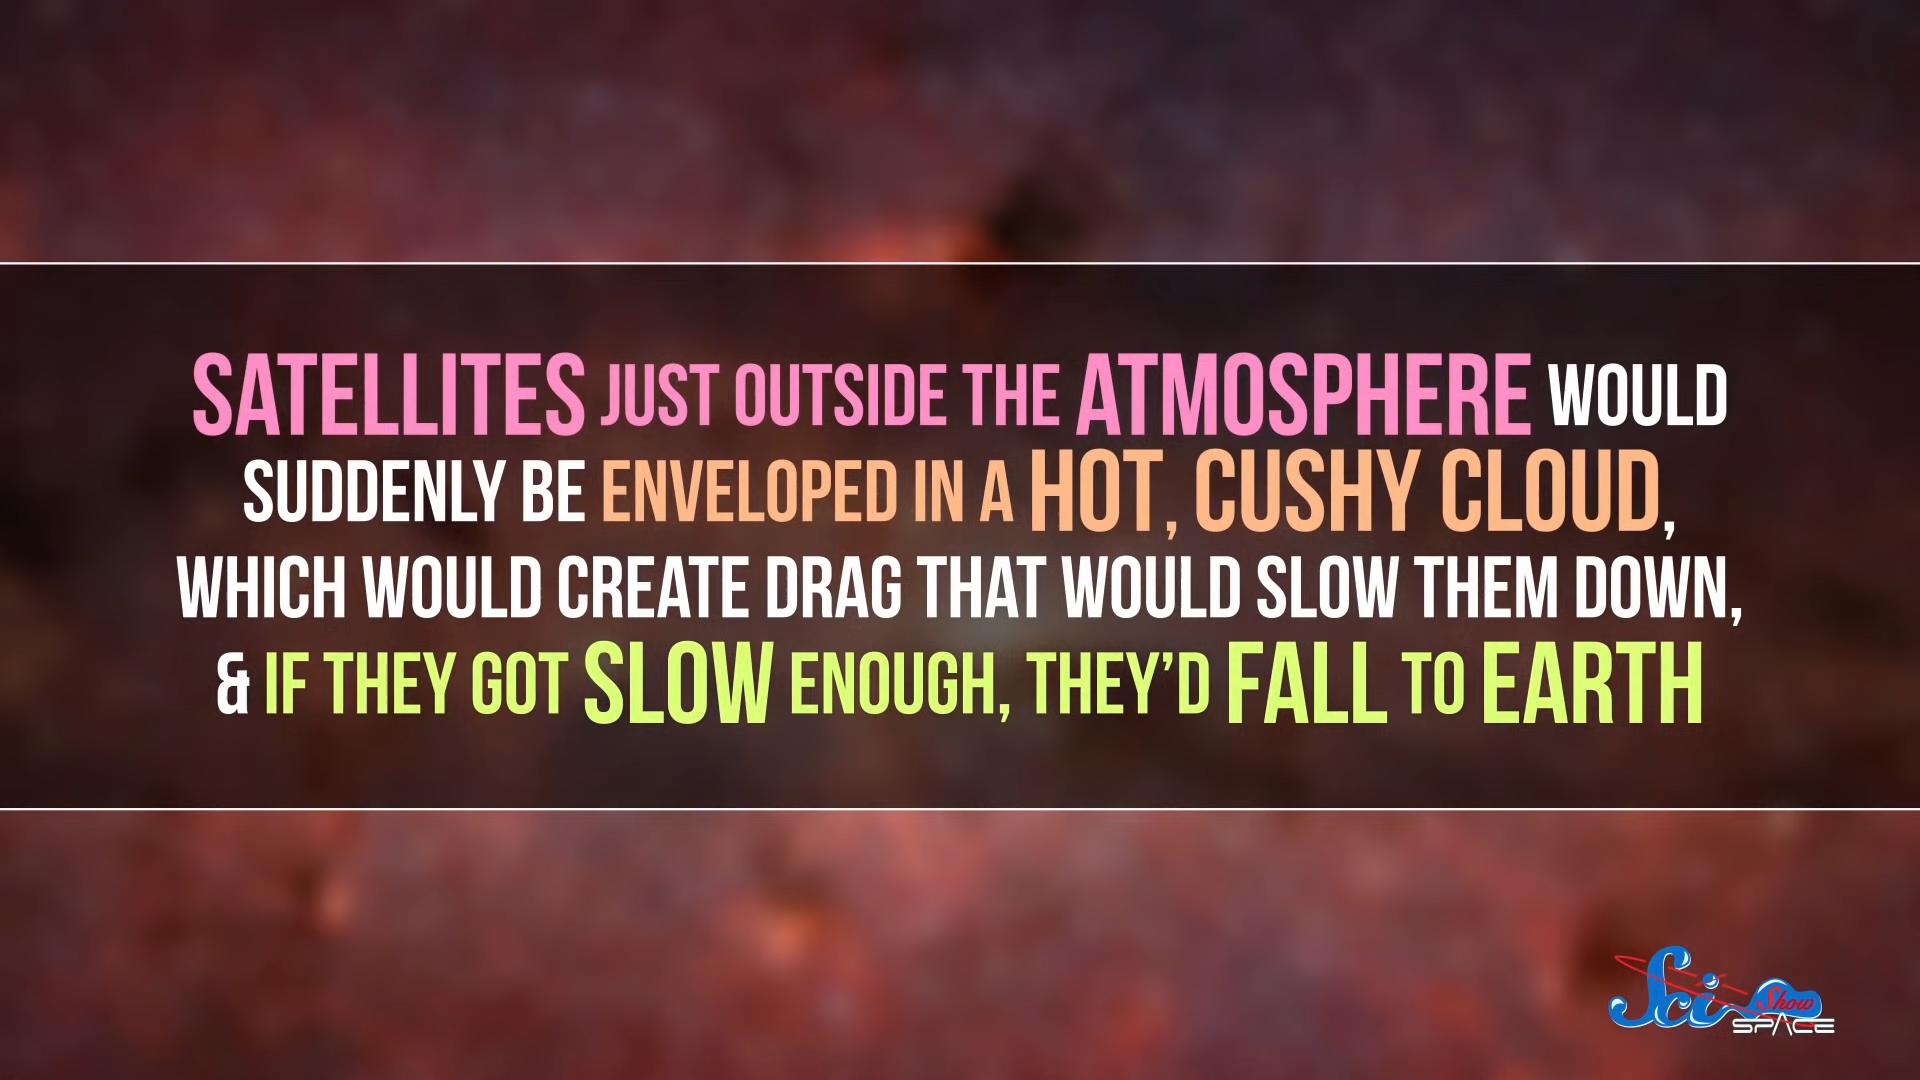 SATELLITES JUST OUTSIDE THE ATMOSPHERE WOULD
SUDDENLY BE ENVELOPED IN A HOT, CUSHY CLOUD,
WHICH WOULD CREATE DRAG THAT WOULD SLOW THEM DOWN,
& IF THEY GOT SLOW ENOUGH, THEY’D FALL TO EARTH
Sci Show
SPACE